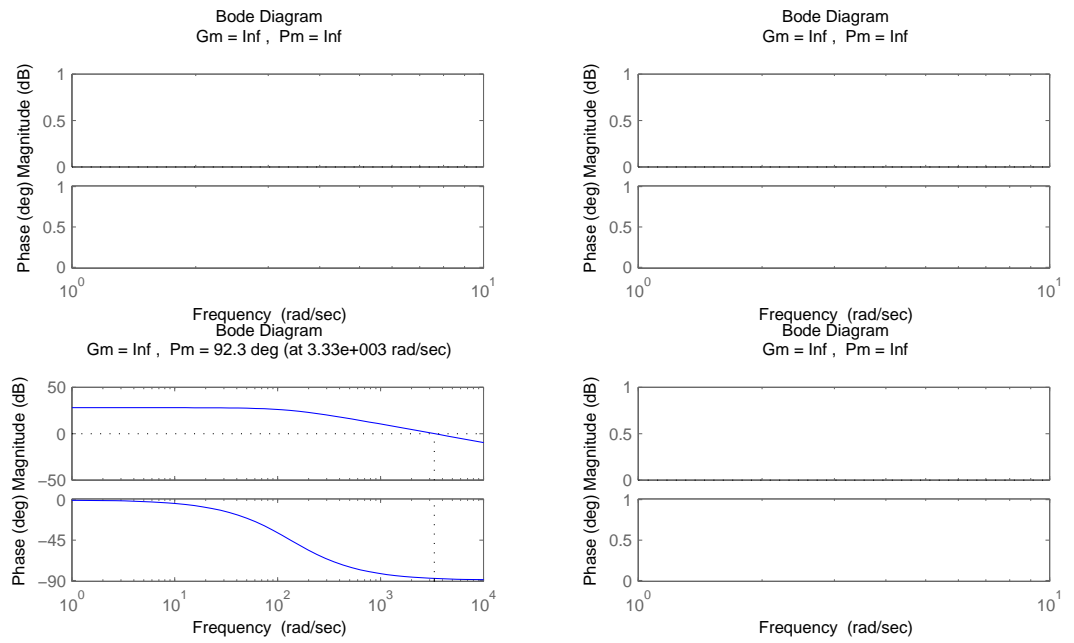 Bode Diagram
Gm = Inf , Pm = Inf
Magnitude (dB)
1
0.5
0
Phase (deg)
1
0.5
0
10^0
10^1
Frequency (rad/sec)
Bode Diagram
Gm = Inf , Pm = Inf
Magnitude (dB)
1
0.5
0
Phase (deg)
1
0.5
0
10^0
10^1
Frequency (rad/sec)
Bode Diagram
Gm = Inf , Pm = 92.3 deg (at 3.33e+003 rad/sec)
Magnitude (dB)
50
0
−50
Phase (deg)
0
−45
−90
10^0
10^1
10^2
10^3
10^4
Frequency (rad/sec)
Bode Diagram
Gm = Inf , Pm = Inf
Magnitude (dB)
1
0.5
0
Phase (deg)
1
0.5
0
10^0
10^1
Frequency (rad/sec)